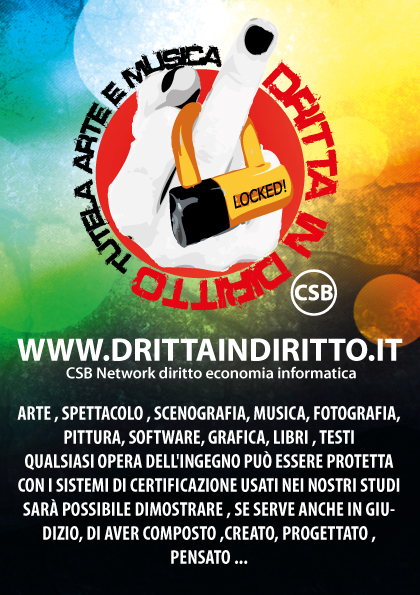 TUTELA ARTE E MUSICA
DRITTA IN DIRITTO
LOCKED!
CSB
WWW.DRITTAINDIRITTO.IT
CSB Network diritto economia informatica
ARTE , SPETTACOLO , SCENOGRAFIA, MUSICA, FOTOGRAFIA,
PITTURA, SOFTWARE, GRAFICA, LIBRI , TESTI
QUALSIASI OPERA DELL'INGEGNO PUÒ ESSERE PROTETTA
CON I SISTEMI DI CERTIFICAZIONE USATI NEI NOSTRI STUDI
SARÀ POSSIBILE DIMOSTRARE , SE SERVE ANCHE IN GIU-
DIZIO, DI AVER COMPOSTO ,CREATO, PROGETTATO ,
PENSATO ...